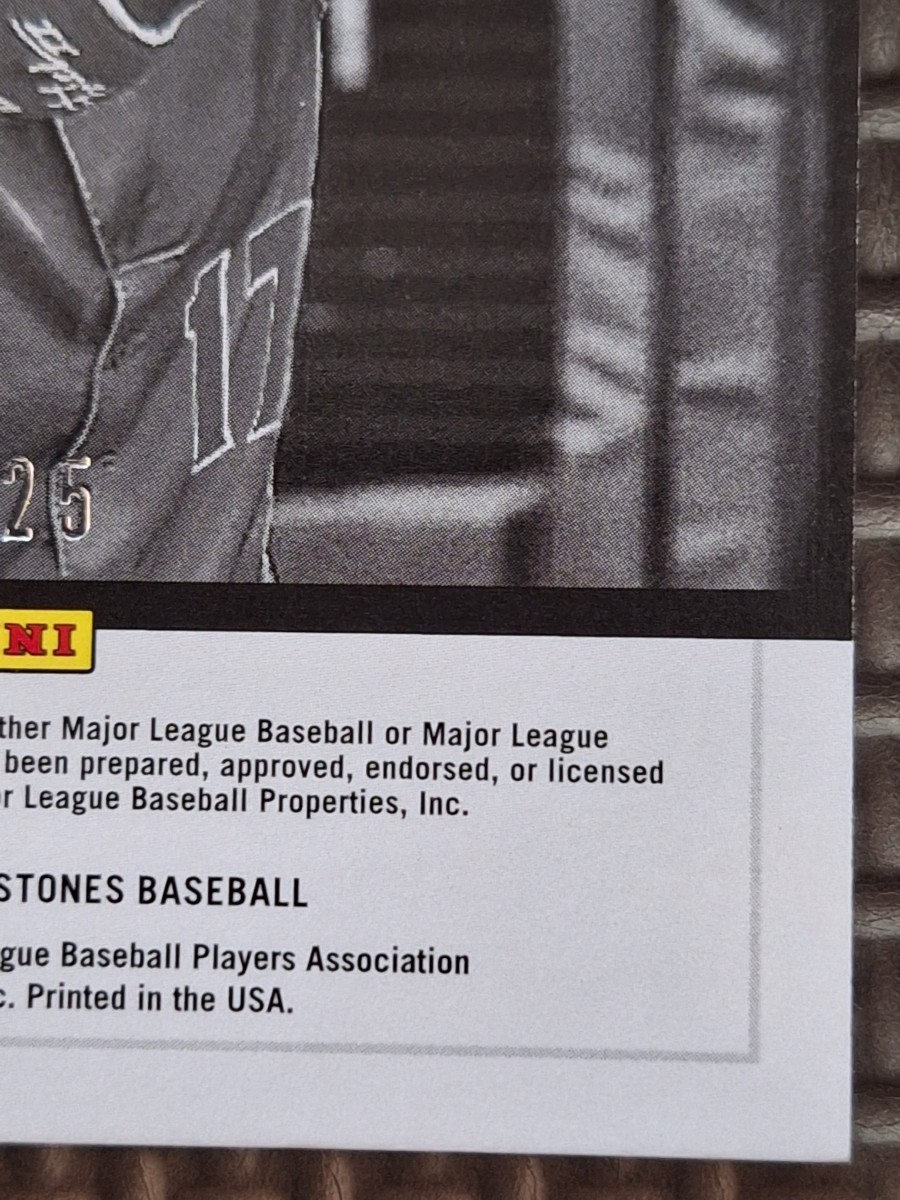 17
25
NI
ther Major League Baseball or Major League
been prepared, approved, endorsed, or licensed
r League Baseball Properties, Inc.
STONES BASEBALL
gue Baseball Players Association
c. Printed in the USA.